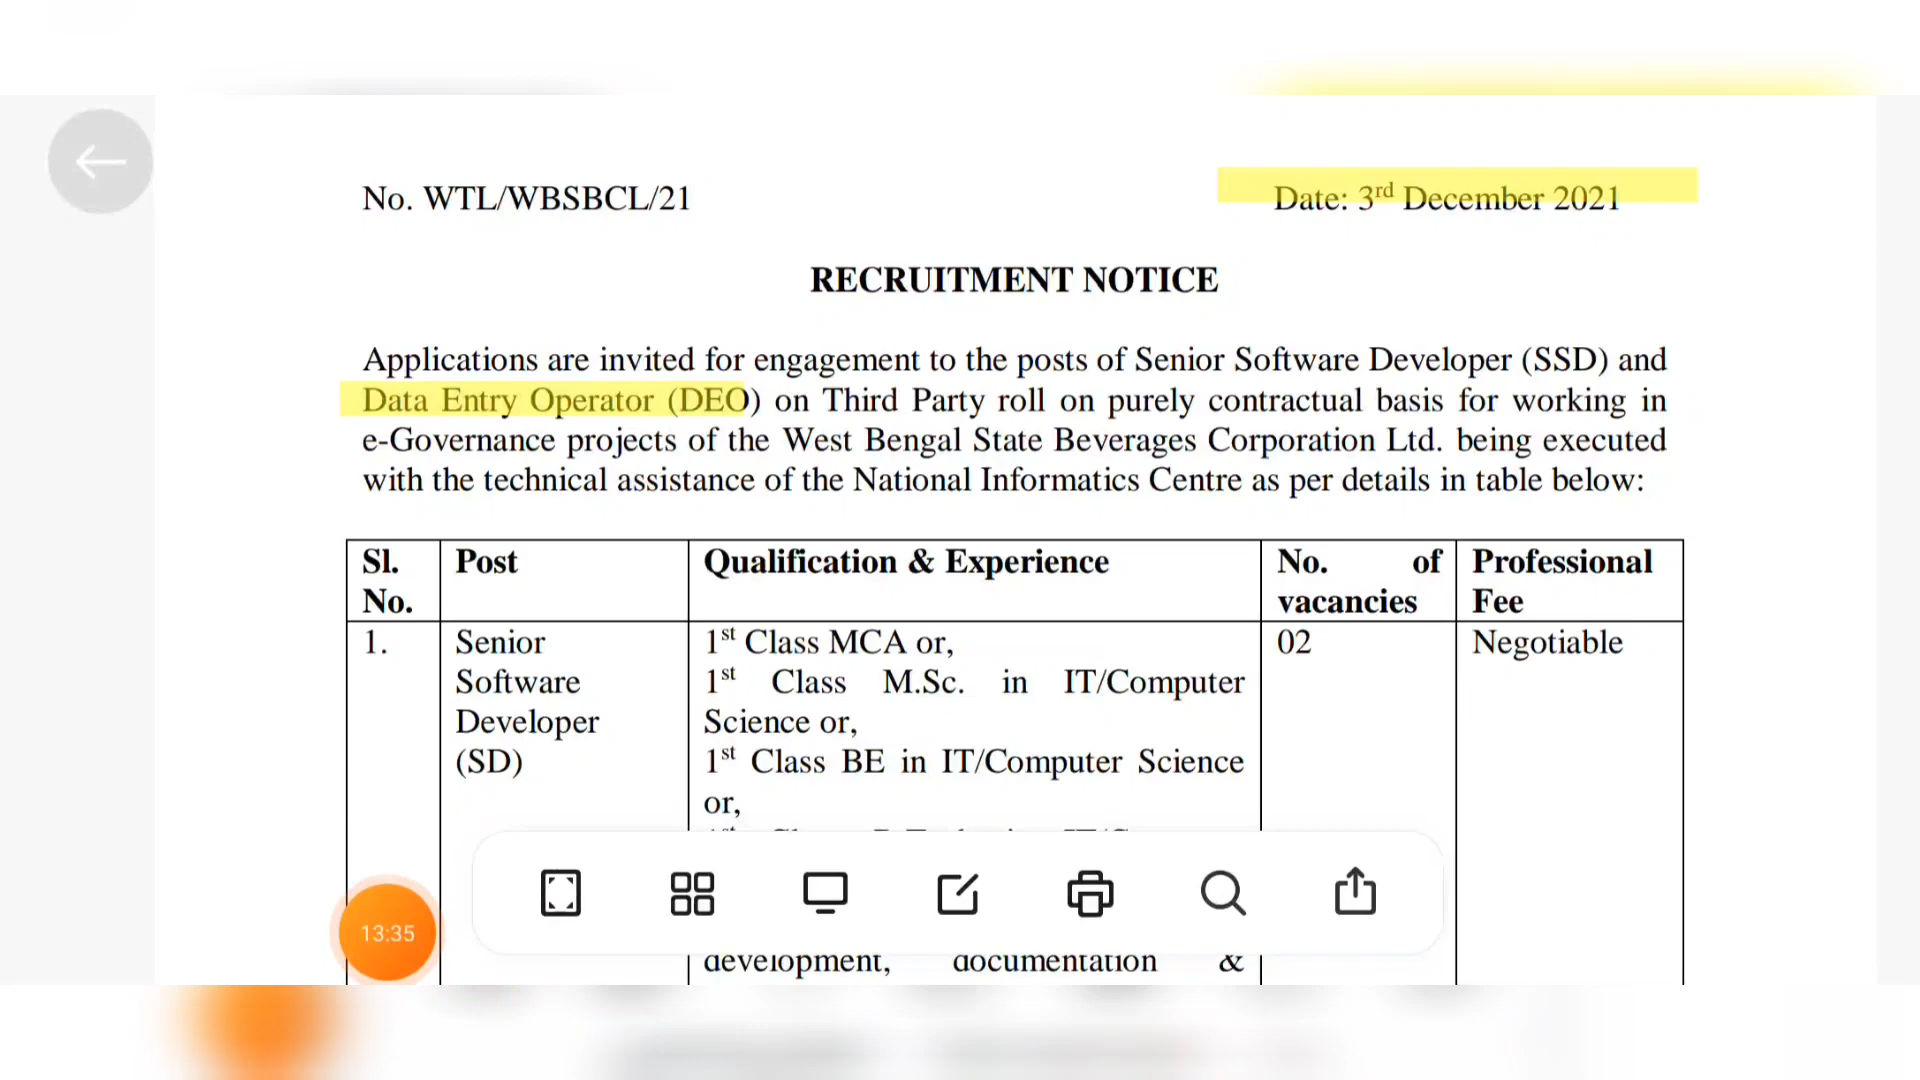 No. WTL/WBSBCL/21
Date: 3rd December 2021
RECRUITMENT NOTICE
Applications are invited for engagement to the posts of Senior Software Developer (SSD) and
Data Entry Operator (DEO) on Third Party roll on purely contractual basis for working in
e-Governance projects of the West Bengal State Beverages Corporation Ltd. being executed
with the technical assistance of the National Informatics Centre as per details in table below:
Sl. No.
Post
Qualification & Experience
No. of vacancies
Professional Fee
1.
Senior
Software
Developer
(SD)
1st Class MCA or,
1st Class M.Sc. in IT/Computer
Science or,
1st Class BE in IT/Computer Science
or,
02
Negotiable
development, documentation &
13:35